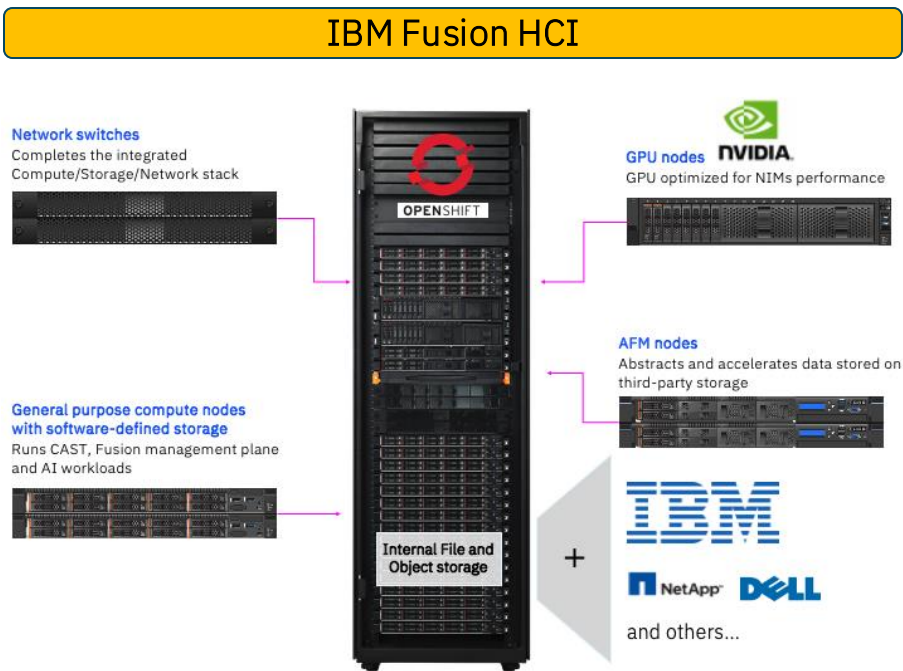 IBM Fusion HCI
Network switches
Completes the integrated
Compute/Storage/Network stack
OPENSHIFT
NVIDIA.
GPU nodes
GPU optimized for NIMs performance
AFM nodes
Abstracts and accelerates data stored on
third-party storage
General purpose compute nodes
with software-defined storage
Runs CAST, Fusion management plane
and AI workloads
Internal File and
Object storage
+
IBM
NetApp
DELL
and others...